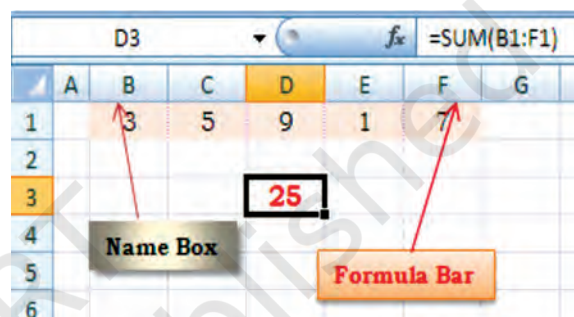 D3 fx =SUM(B1:F1)
A B C D E F G
1 3 5 9 1 7
2
3 25
4
Name Box
5 Formula Bar
6